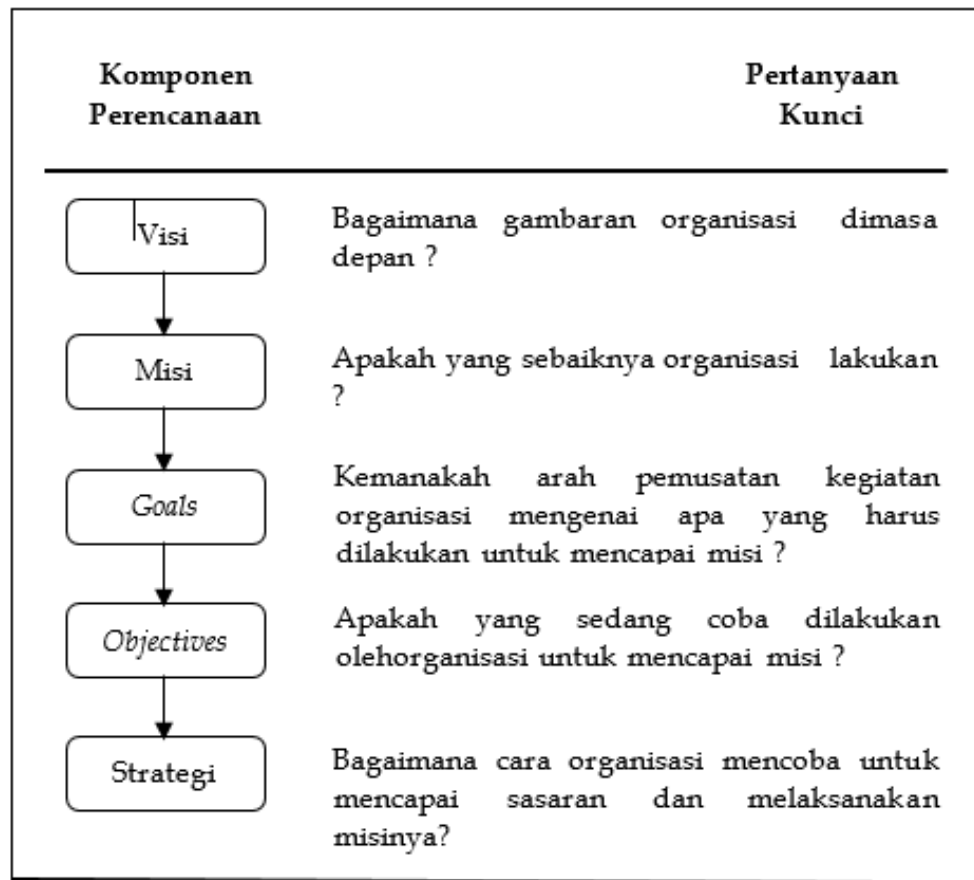 Komponen
Perencanaan
Pertanyaan
Kunci
Visi
Bagaimana gambaran organisasi dimasa
depan ?
Misi
Apakah yang sebaiknya organisasi lakukan
?
Goals
Kemanakah arah pemusatan kegiatan
organisasi mengenai apa yang harus
dilakukan untuk mencapai misi ?
Objectives
Apakah yang sedang coba dilakukan
olehorganisasi untuk mencapai misi ?
Strategi
Bagaimana cara organisasi mencoba untuk
mencapai sasaran dan melaksanakan
misinya?